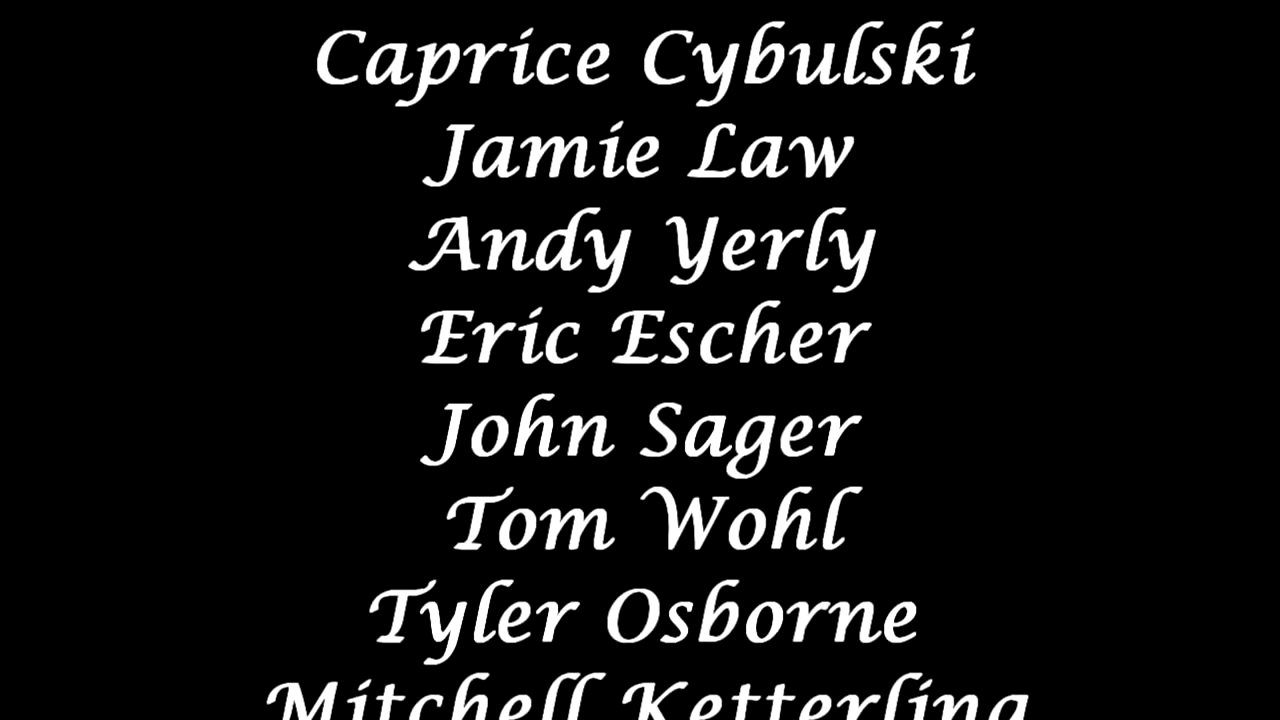 Caprice Cybulski
Jamie Law
Andy Yerly
Eric Escher
John Sager
Tom Wohl
Tyler Osborne
Mitchell Ketterling